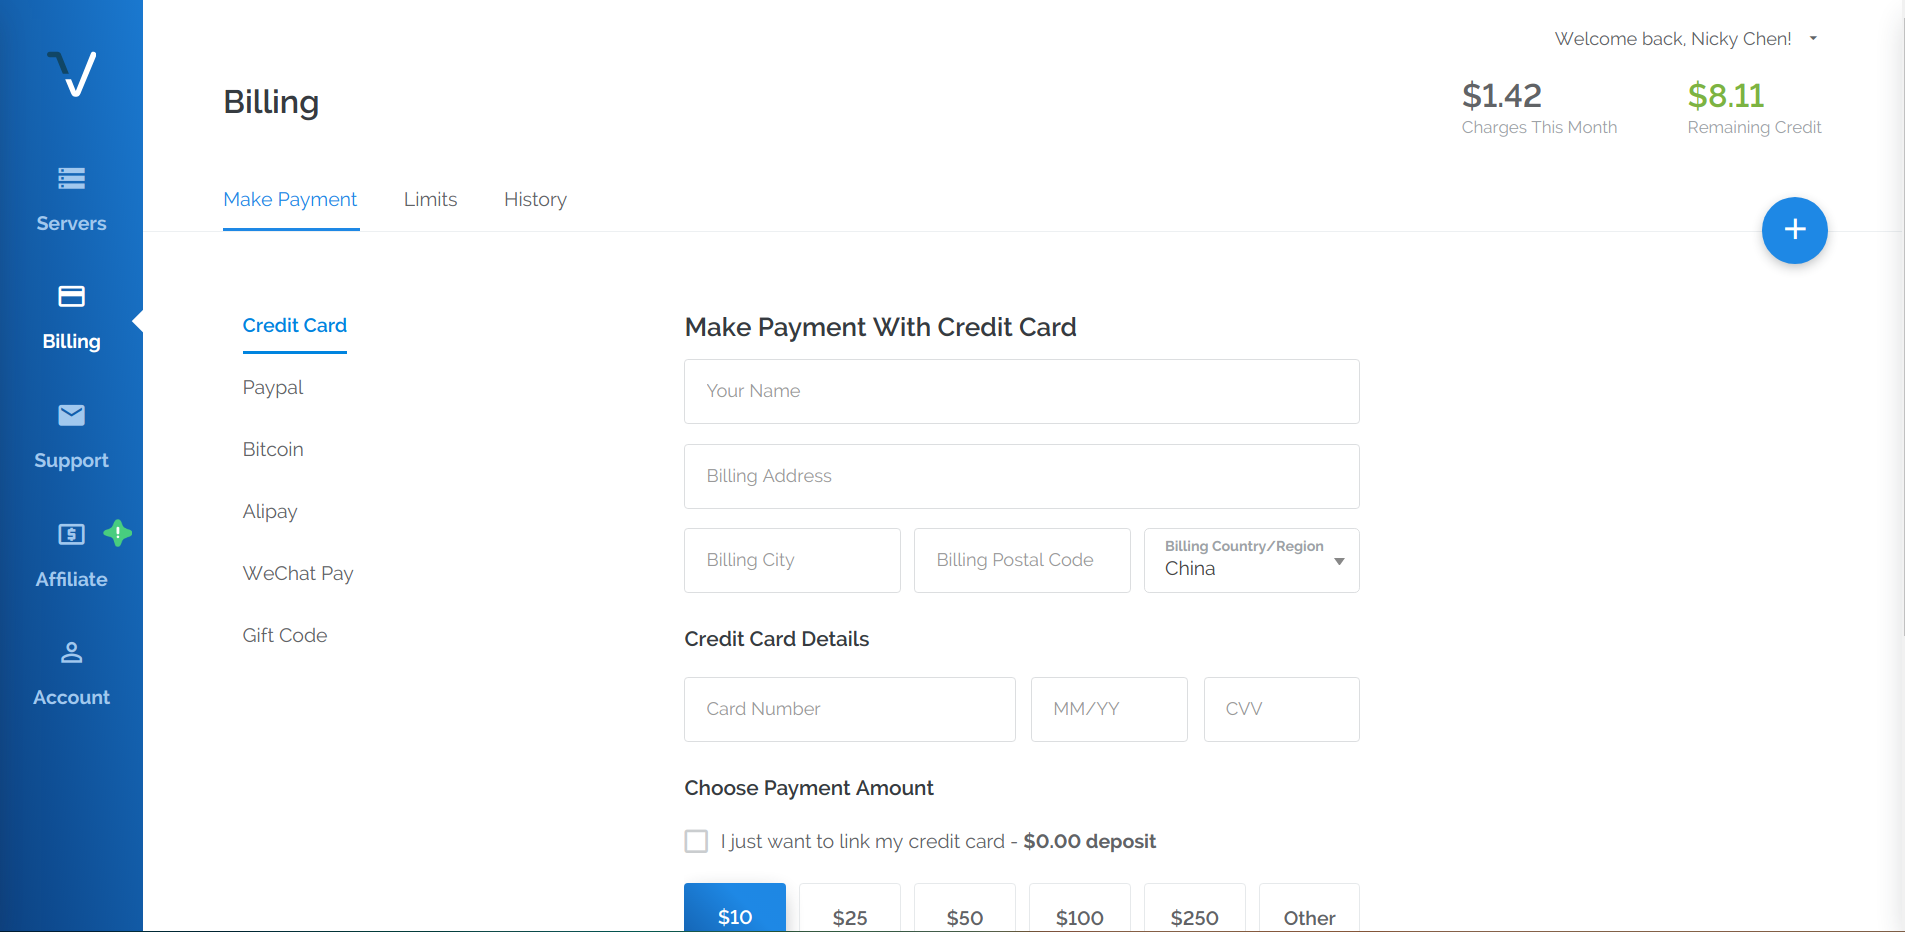 Welcome back, Nicky Chen!
Billing
$1.42
Charges This Month
$8.11
Remaining Credit
Servers
Billing
Support
Affiliate
Account
Make Payment
Limits
History
Credit Card
Paypal
Bitcoin
Alipay
WeChat Pay
Gift Code
Make Payment With Credit Card
Your Name
Billing Address
Billing City
Billing Postal Code
Billing Country/Region
China
Credit Card Details
Card Number
MM/YY
CVV
Choose Payment Amount
I just want to link my credit card - $0.00 deposit
$10
$25
$50
$100
$250
Other